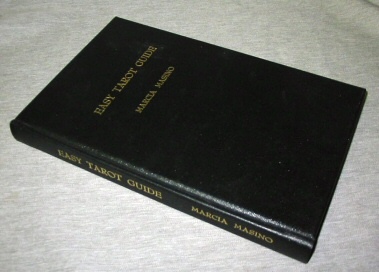 EASY TAROT GUIDE
MARCIA MASINO
EASY TAROT GUIDE MARCIA MASINO